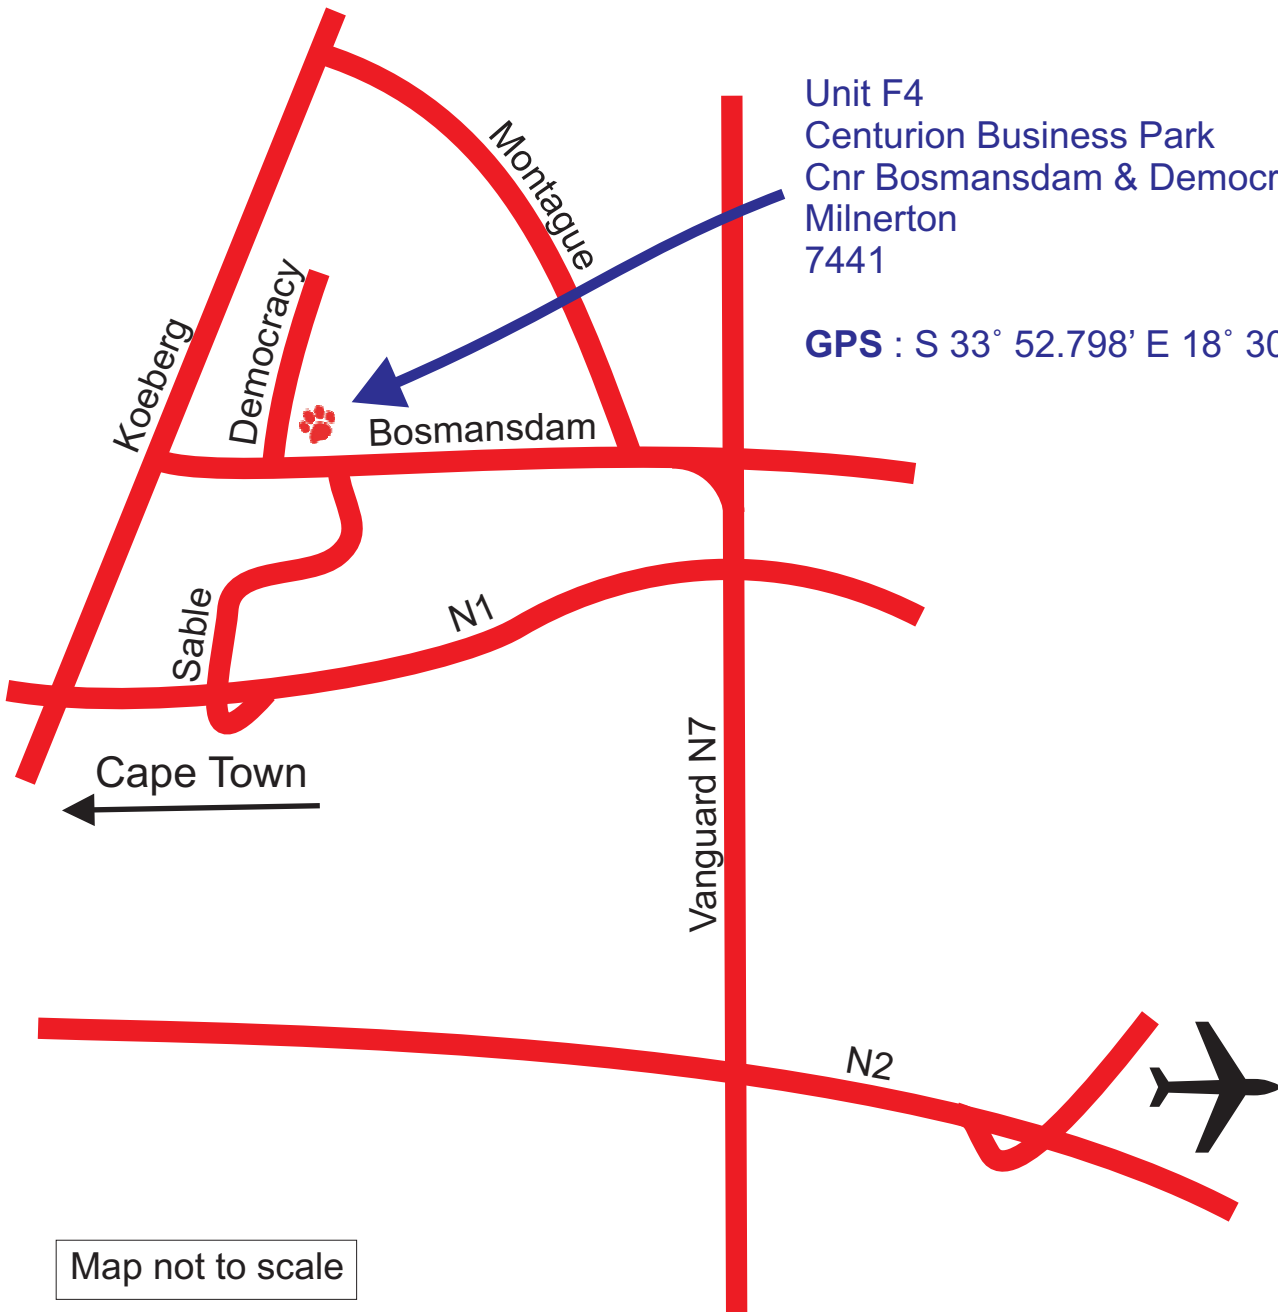 Unit F4
Centurion Business Park
Cnr Bosmansdam & Democr
Milnerton
7441
GPS : S 33° 52.798’ E 18° 30
Montague
Koeberg
Democracy
Bosmansdam
Sable
N1
Cape Town
Vanguard N7
N2
Map not to scale